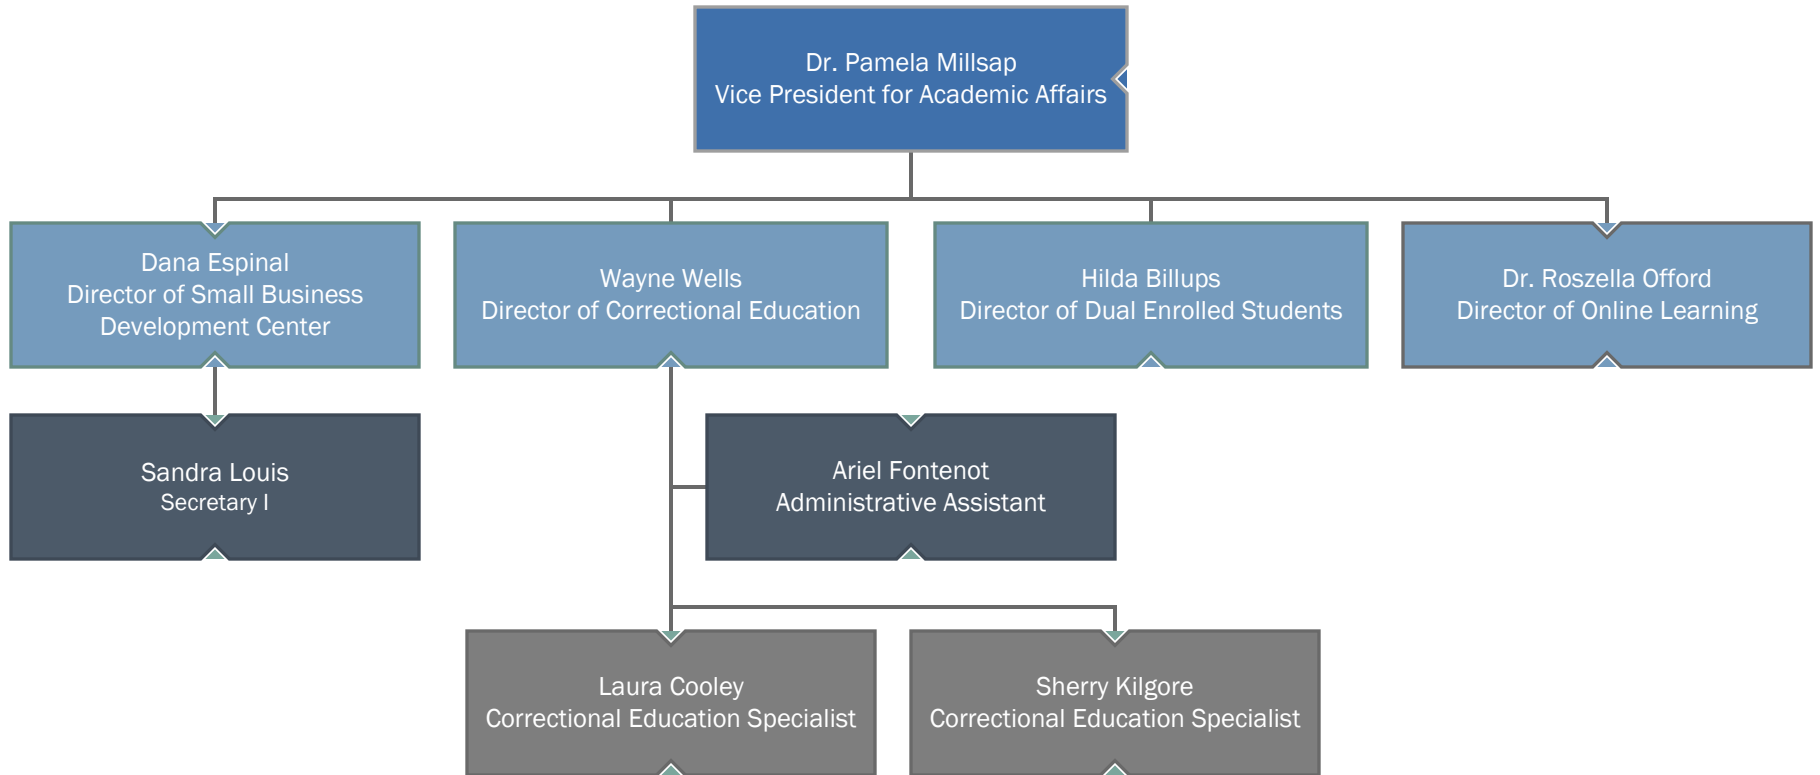 Dr. Pamela Millsap
Vice President for Academic Affairs
Dana Espinal
Director of Small Business
Development Center
Wayne Wells
Director of Correctional Education
Hilda Billups
Director of Dual Enrolled Students
Dr. Roszella Offord
Director of Online Learning
Sandra Louis
Secretary I
Ariel Fontenot
Administrative Assistant
Laura Cooley
Correctional Education Specialist
Sherry Kilgore
Correctional Education Specialist